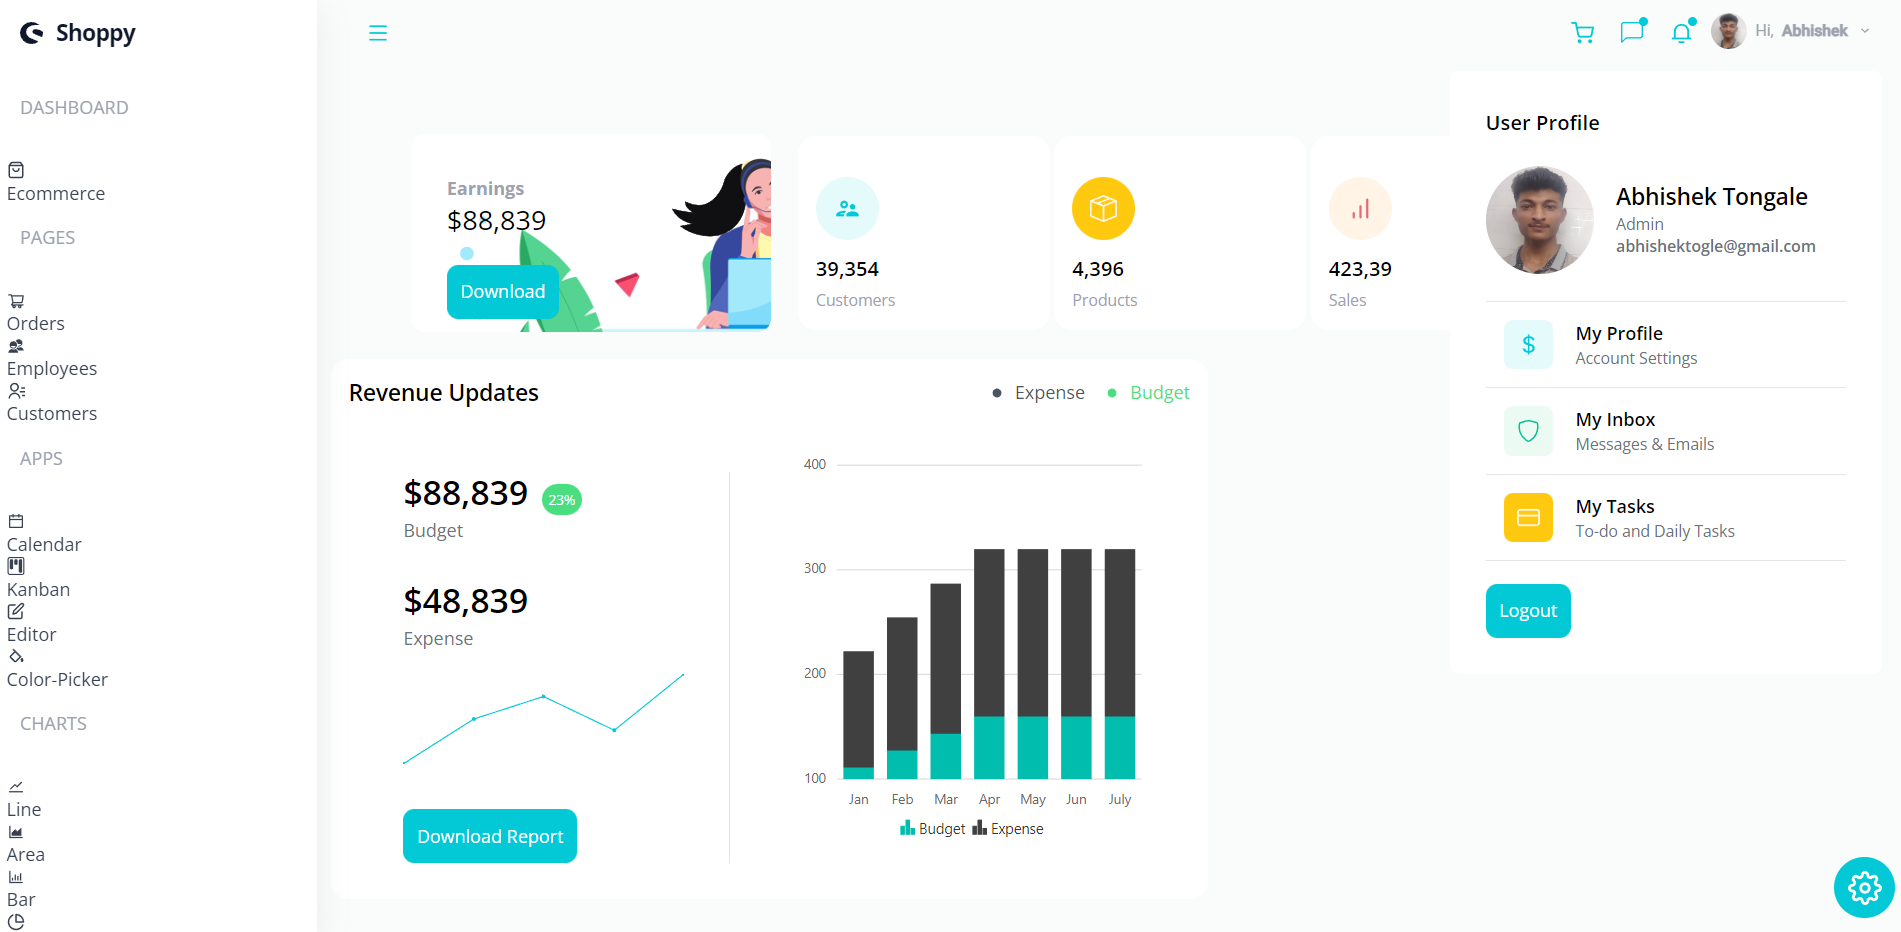 Shoppy
DASHBOARD
Ecommerce
PAGES
Orders
Employees
Customers
APPS
Calendar
Kanban
Editor
Color-Picker
CHARTS
Line
Area
Bar
Hi, Abhishek
Earnings
$88,839
Download
39,354
Customers
4,396
Products
423,39
Sales
Revenue Updates
Expense
Budget
$88,839 23%
Budget
$48,839
Expense
Download Report
400
300
200
100
Jan Feb Mar Apr May Jun July
Budget Expense
User Profile
Abhishek Tongale
Admin
abhishektogle@gmail.com
My Profile
Account Settings
My Inbox
Messages & Emails
My Tasks
To-do and Daily Tasks
Logout